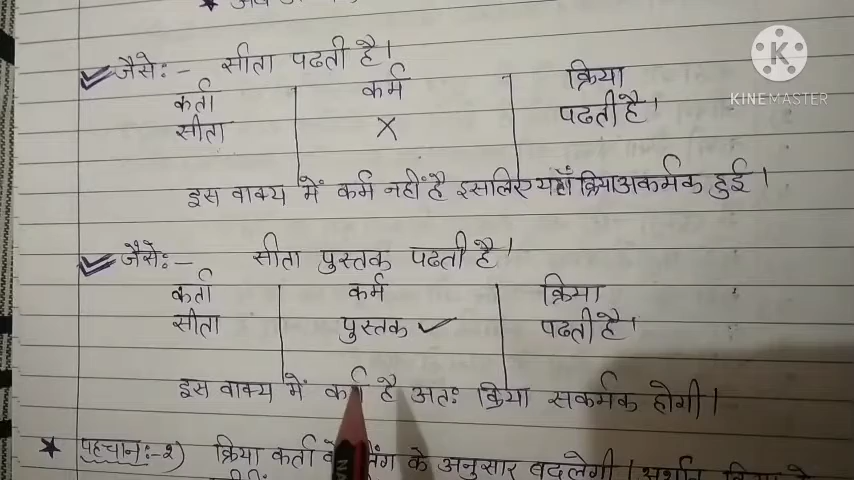 जैसेः- सीता पढती है।
कर्ता कर्म क्रिया
सीता X पढती है।
इस वाक्य में कर्म नहीं है इसलिए यहाँ क्रिया अकर्मक हुई।
जैसेः- सीता पुस्तक पढती है।
कर्ता कर्म क्रिया
सीता पुस्तक ✓ पढती है।
इस वाक्य में कर्म है अतः क्रिया सकर्मक होगी।
★ पहचानः-२) क्रिया कर्ता के के अनुसार बदलेगी। अर्थात
KINEMASTER